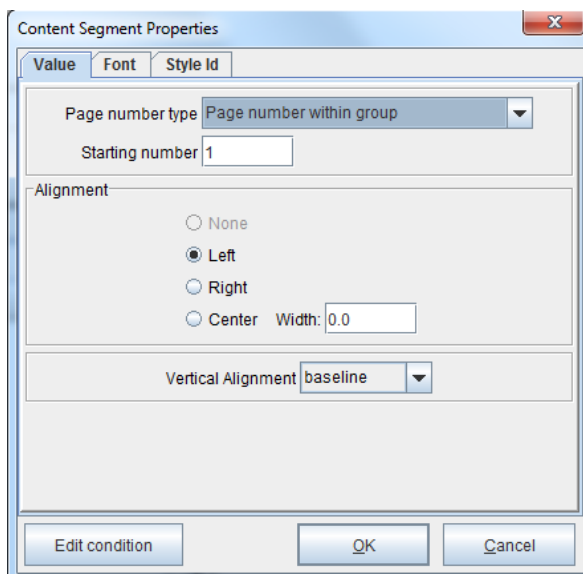 Content Segment Properties
Value Font Style Id
Page number type Page number within group
Starting number 1
Alignment
None
Left
Right
Center Width: 0.0
Vertical Alignment baseline
Edit condition OK Cancel